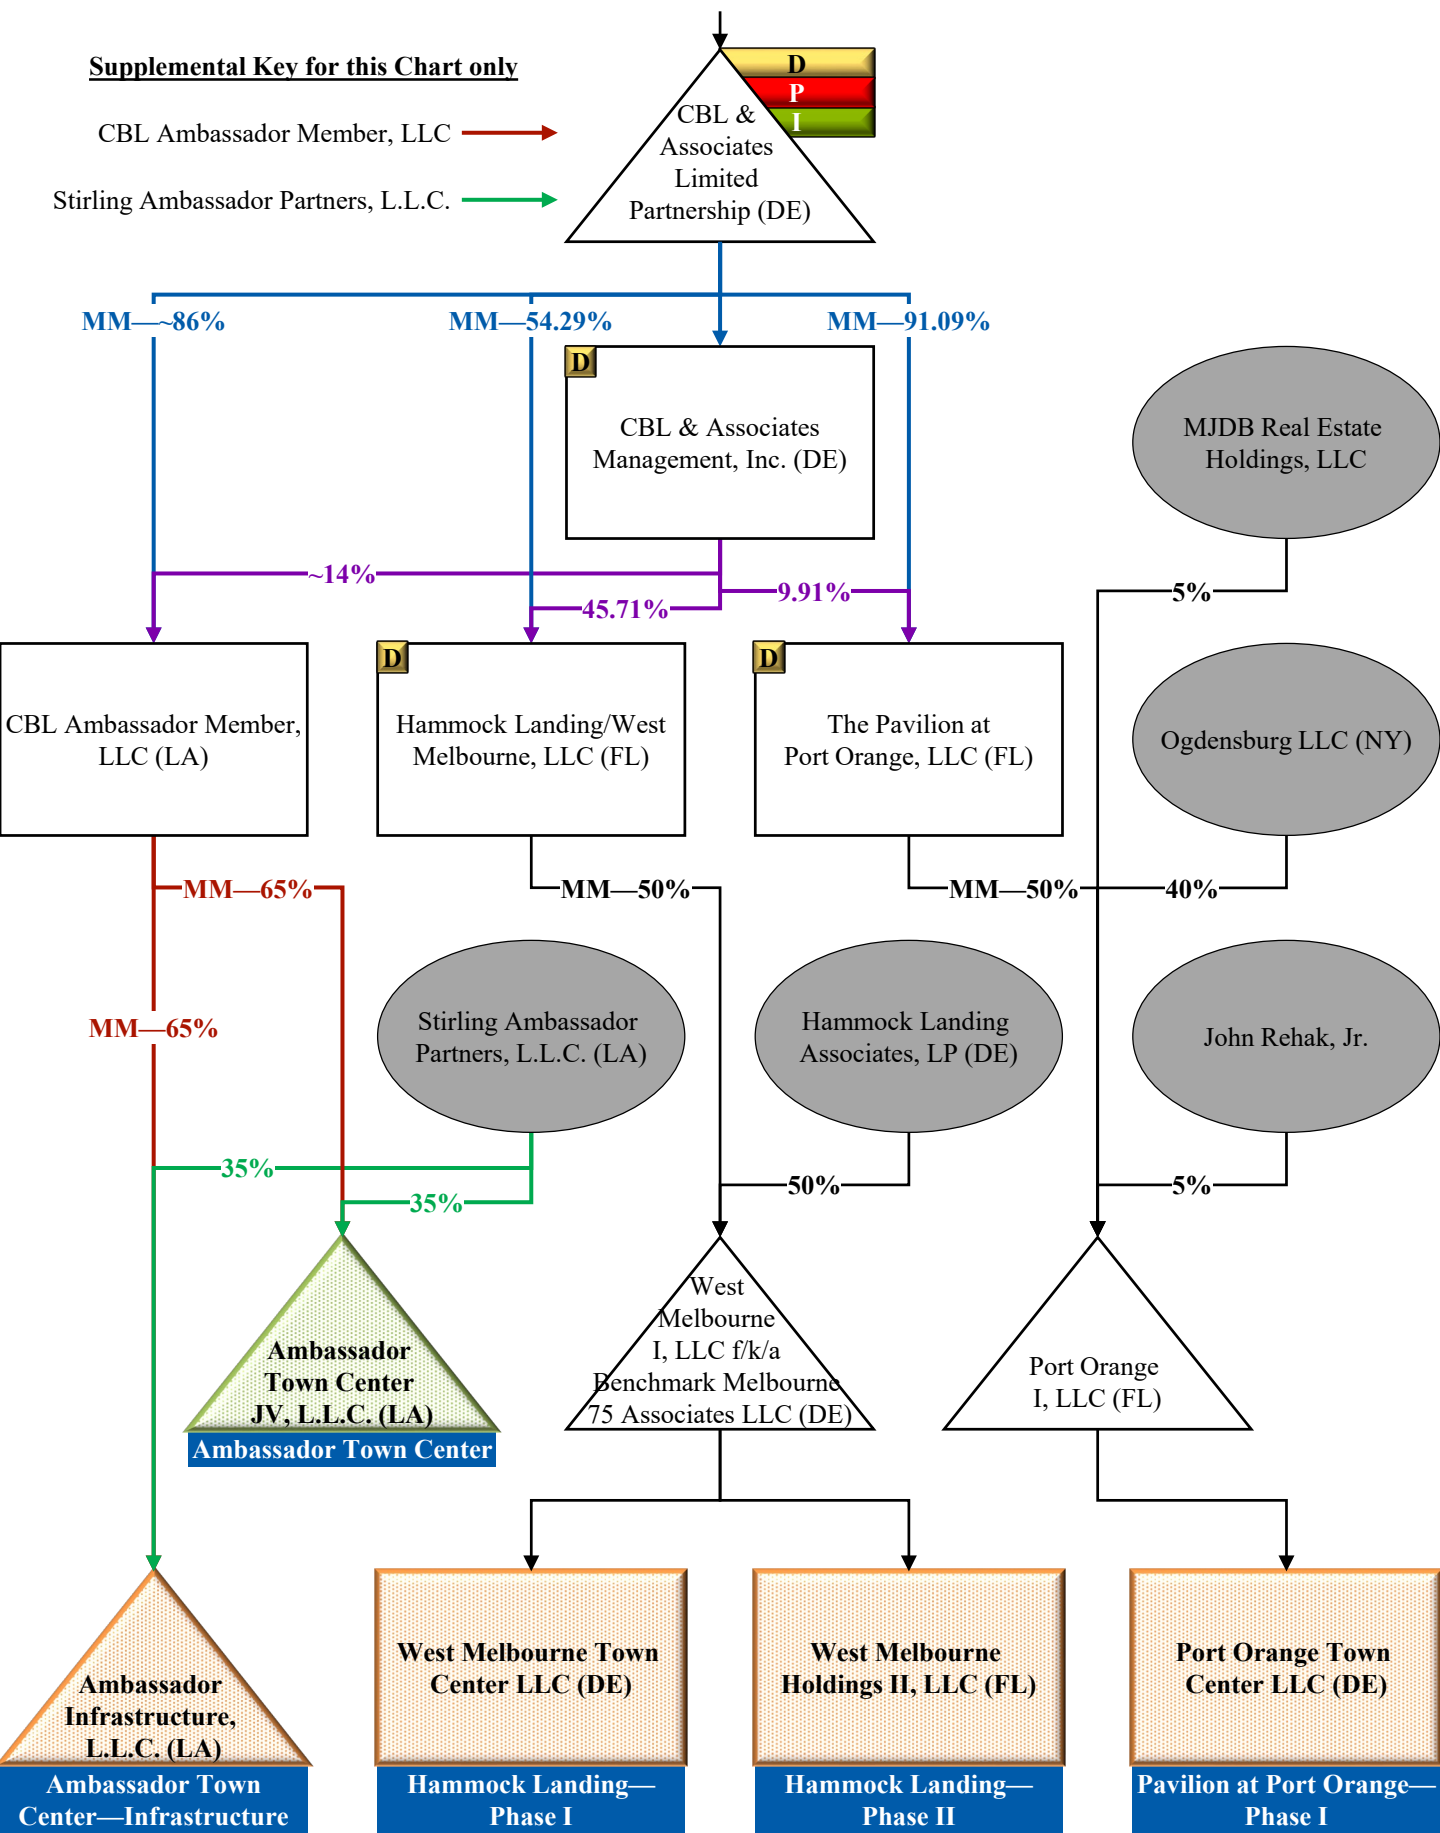 Supplemental Key for this Chart only
CBL Ambassador Member, LLC
Stirling Ambassador Partners, L.L.C.
D
P
I
CBL &
Associates
Limited
Partnership (DE)
MM—~86%
MM—54.29%
MM—91.09%
D
CBL & Associates
Management, Inc. (DE)
MJDB Real Estate
Holdings, LLC
~14%
45.71%
9.91%
5%
CBL Ambassador Member,
LLC (LA)
D
Hammock Landing/West
Melbourne, LLC (FL)
D
The Pavilion at
Port Orange, LLC (FL)
Ogdensburg LLC (NY)
MM—65%
MM—50%
MM—50%
40%
MM—65%
Stirling Ambassador
Partners, L.L.C. (LA)
Hammock Landing
Associates, LP (DE)
John Rehak, Jr.
35%
35%
50%
5%
Ambassador
Town Center
JV, L.L.C. (LA)
Ambassador Town Center
West
Melbourne
I, LLC f/k/a
Benchmark Melbourne
75 Associates LLC (DE)
Port Orange
I, LLC (FL)
Ambassador
Infrastructure,
L.L.C. (LA)
Ambassador Town
Center—Infrastructure
West Melbourne Town
Center LLC (DE)
Hammock Landing—
Phase I
West Melbourne
Holdings II, LLC (FL)
Hammock Landing—
Phase II
Port Orange Town
Center LLC (DE)
Pavilion at Port Orange—
Phase I